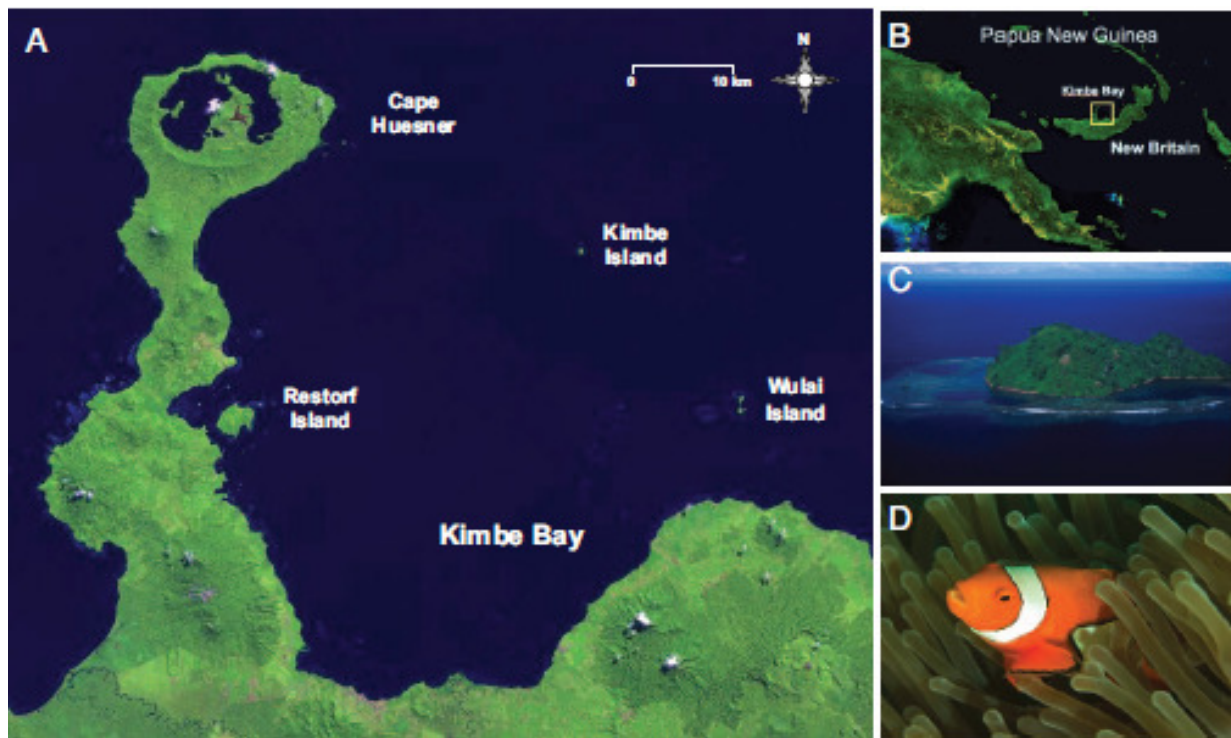 A
N
0
10 km
Cape
Huesner
Kimbe
Island
Restorf
Island
Wulai
Island
Kimbe Bay
B
Papua New Guinea
Kimbe Bay
New Britain
C
D